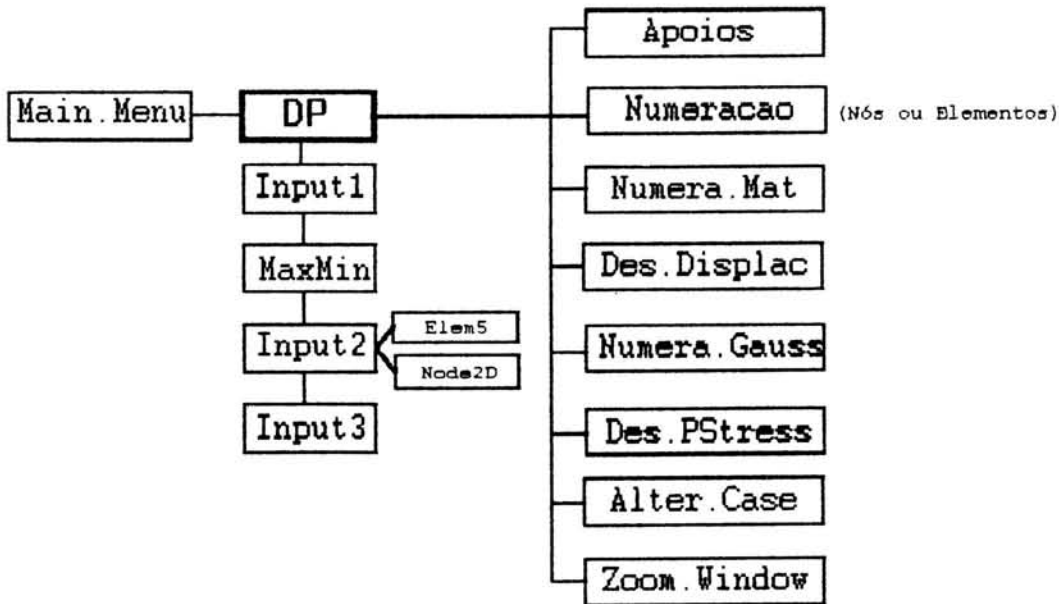 Apoios
Main.Menu
DP
Numeracao
(Nós ou Elementos)
Input1
Numera.Mat
MaxMin
Des.Displac
Input2
Elem5
Node2D
Numera.Gauss
Input3
Des.PStress
Alter.Case
Zoom.Window